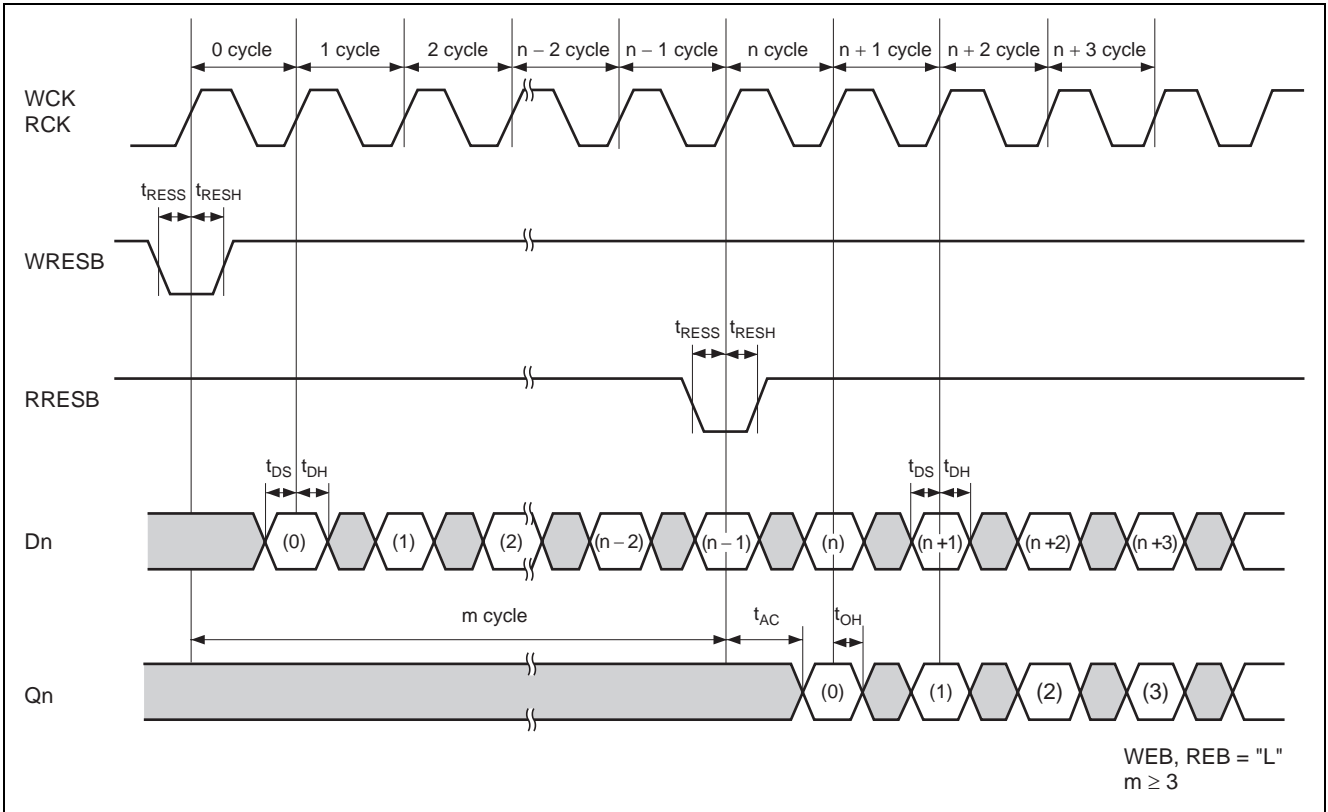 0 cycle 1 cycle 2 cycle n – 2 cycle n – 1 cycle n cycle n + 1 cycle n + 2 cycle n + 3 cycle
WCK
RCK
tRESS tRESH
WRESB
tRESS tRESH
RRESB
tDS tDH tDS tDH
Dn (0) (1) (2) (n – 2) (n – 1) (n) (n +1) (n +2) (n +3)
m cycle tAC tOH
Qn (0) (1) (2) (3)
WEB, REB = "L"
m ≥ 3